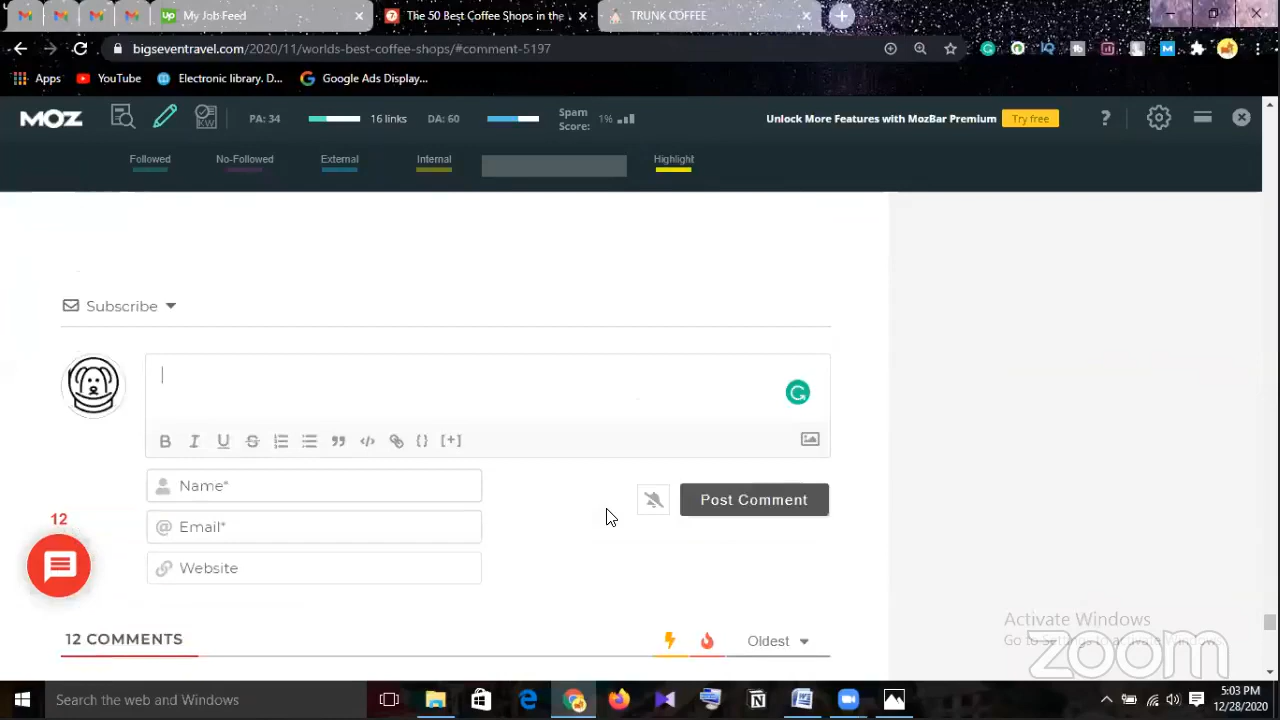 My Job Feed
The 50 Best Coffee Shops in the
TRUNK COFFEE
bigseventravel.com/2020/11/worlds-best-coffee-shops/#comment-5197
Apps
YouTube
Electronic library. D...
Google Ads Display...
MOZ
PA: 34
16 links
DA: 60
Spam
Score:
1%
Unlock More Features with MozBar Premium
Try free
?
Followed
No-Followed
External
Internal
Highlight
Subscribe
B I U S
{ } [+]
Name*
Post Comment
@ Email*
12
Website
12 COMMENTS
Oldest
Activate Windows
zoom
Search the web and Windows
5:03 PM
12/28/2020